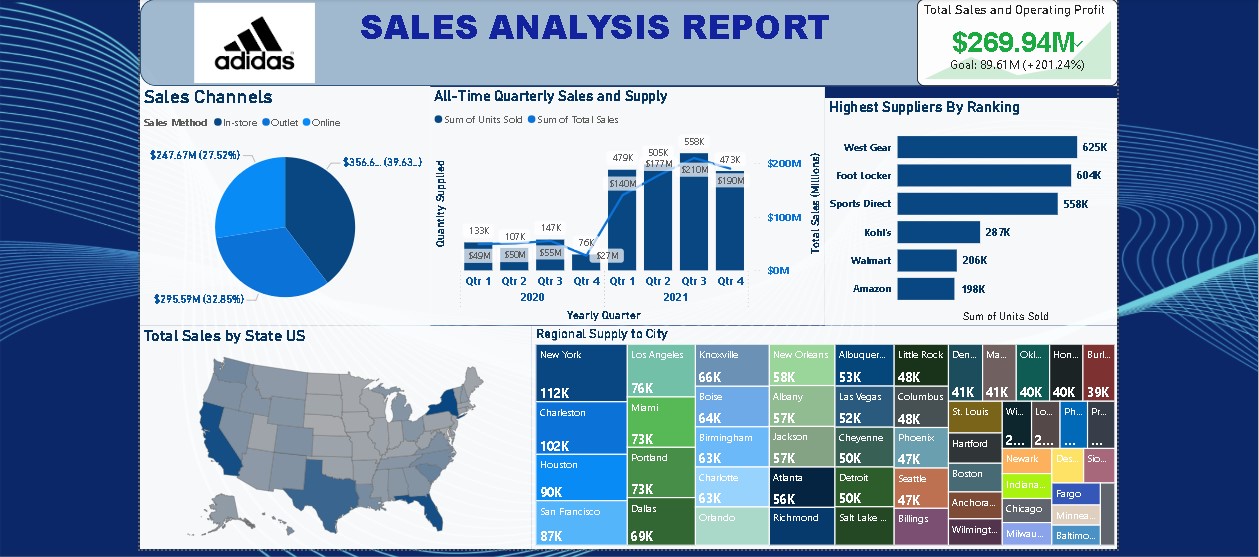 SALES ANALYSIS REPORT
adidas
Total Sales and Operating Profit
$269.94M
Goal: 89.61M (+201.24%)
Sales Channels
Sales Method In-store Outlet Online
$247.67M (27.52%)
$356.6... (39.63...)
$295.59M (32.85%)
All-Time Quarterly Sales and Supply
Sum of Units Sold Sum of Total Sales
Quantity Supplied
133K
107K
147K
76K
479K
505K
558K
473K
$49M
$50M
$55M
$27M
$140M
$177M
$210M
$190M
$200M
$100M
$0M
Total Sales (Millions)
Qtr 1 Qtr 2 Qtr 3 Qtr 4 Qtr 1 Qtr 2 Qtr 3 Qtr 4
2020 2021
Yearly Quarter
Highest Suppliers By Ranking
West Gear 625K
Foot Locker 604K
Sports Direct 558K
Kohl's 287K
Walmart 206K
Amazon 198K
Sum of Units Sold
Total Sales by State US
Regional Supply to City
New York
112K
Charleston
102K
Houston
90K
San Francisco
87K
Los Angeles
76K
Miami
73K
Portland
73K
Dallas
69K
Knoxville
66K
Boise
64K
Birmingham
63K
Charlotte
63K
Orlando
New Orleans
58K
Albany
57K
Jackson
57K
Atlanta
56K
Richmond
Albuquer...
53K
Las Vegas
52K
Cheyenne
50K
Detroit
50K
Salt Lake ...
Little Rock
48K
Columbus
48K
Phoenix
47K
Seattle
47K
Billings
Den...
41K
Ma...
41K
Okl...
40K
Hon...
40K
Burl...
39K
St. Louis
Hartford
Boston
Anchora...
Wilmingt...
Wi...
2...
Lo...
2...
Ph...
...
Pr...
...
Newark
Indiana...
Chicago
Milwau...
Des...
Sio...
Fargo
Minnea...
Baltimo...